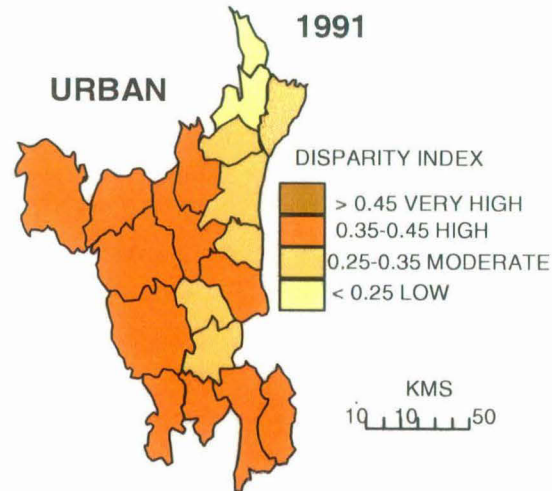 1991
URBAN
DISPARITY INDEX
> 0.45 VERY HIGH
0.35-0.45 HIGH
0.25-0.35 MODERATE
< 0.25 LOW
KMS
10 10 50